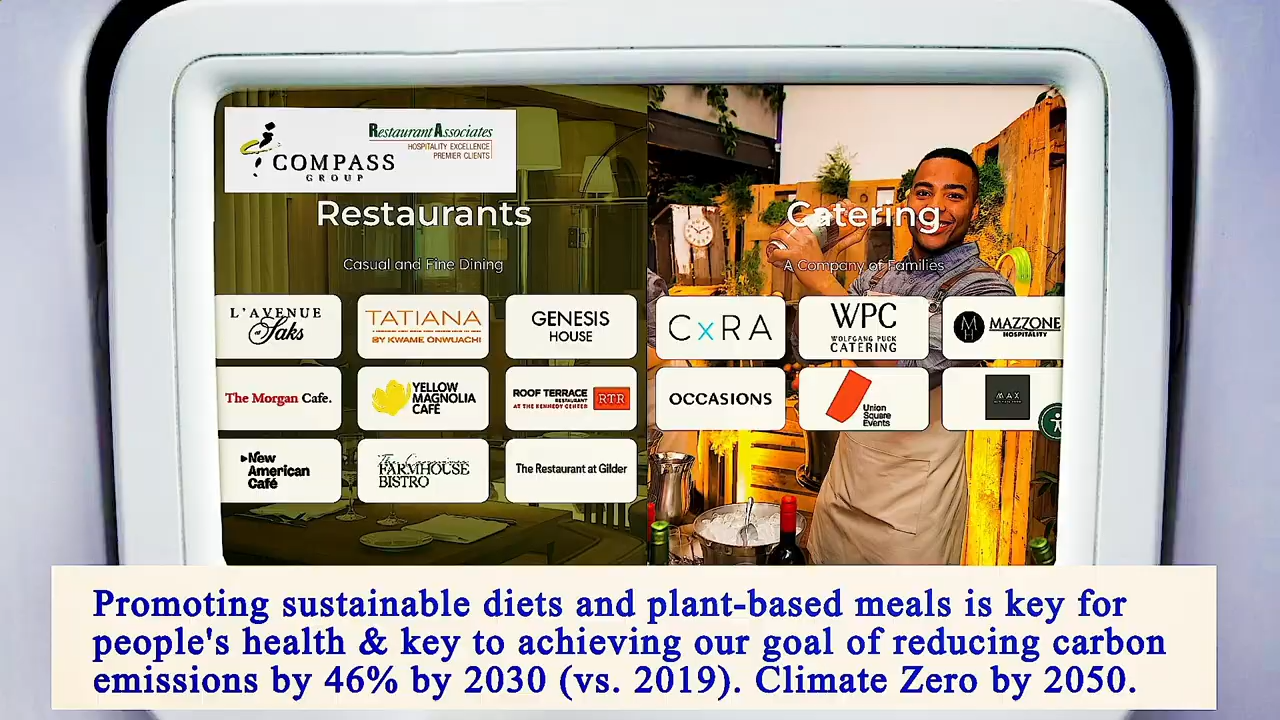 COMPASS
GROUP
Restaurant Associates
HOSPITALITY EXCELLENCE
PREMIER CLIENTS
Restaurants
Casual and Fine Dining
L'AVENUE
at Saks
TATIANA
BY KWAME ONWUACHI
GENESIS
HOUSE
The Morgan Cafe.
YELLOW
MAGNOLIA
CAFÉ
ROOF TERRACE
RESTAURANT
AT THE KENNEDY CENTER
RTR
New
American
Café
FARMHOUSE
BISTRO
The Restaurant at Gilder
Catering
A Company of Families
CxRA
WPC
WOLFGANG PUCK
CATERING
M
H
MAZZONE
HOSPITALITY
OCCASIONS
Union
Square
Events
MAX
Promoting sustainable diets and plant-based meals is key for
people's health & key to achieving our goal of reducing carbon
emissions by 46% by 2030 (vs. 2019). Climate Zero by 2050.